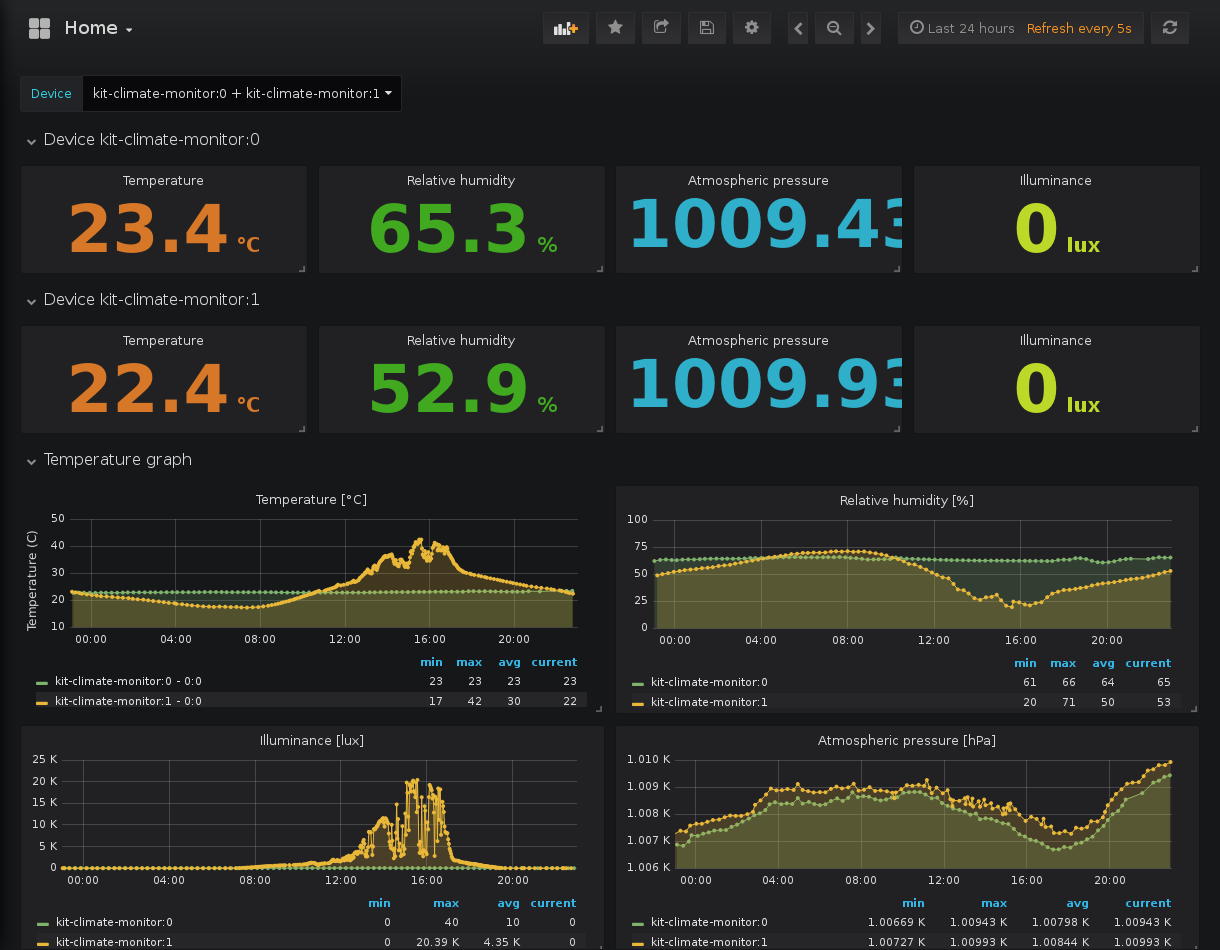 Home
Last 24 hours Refresh every 5s
Device kit-climate-monitor:0 + kit-climate-monitor:1
Device kit-climate-monitor:0
Temperature Relative humidity Atmospheric pressure Illuminance
23.4 °C 65.3 % 1009.43 0 lux
Device kit-climate-monitor:1
Temperature Relative humidity Atmospheric pressure Illuminance
22.4 °C 52.9 % 1009.93 0 lux
Temperature graph
Temperature [°C]
Temperature (C)
50
40
30
20
10
00:00 04:00 08:00 12:00 16:00 20:00
min max avg current
kit-climate-monitor:0 - 0:0 23 23 23 23
kit-climate-monitor:1 - 0:0 17 42 30 22
Relative humidity [%]
100
75
50
25
0
00:00 04:00 08:00 12:00 16:00 20:00
min max avg current
kit-climate-monitor:0 61 66 64 65
kit-climate-monitor:1 20 71 50 53
Illuminance [lux]
25 K
20 K
15 K
10 K
5 K
0
00:00 04:00 08:00 12:00 16:00 20:00
min max avg current
kit-climate-monitor:0 0 40 10 0
kit-climate-monitor:1 0 20.39 K 4.35 K 0
Atmospheric pressure [hPa]
1.010 K
1.009 K
1.008 K
1.007 K
1.006 K
00:00 04:00 08:00 12:00 16:00 20:00
min max avg current
kit-climate-monitor:0 1.00669 K 1.00943 K 1.00798 K 1.00943 K
kit-climate-monitor:1 1.00727 K 1.00993 K 1.00844 K 1.00993 K